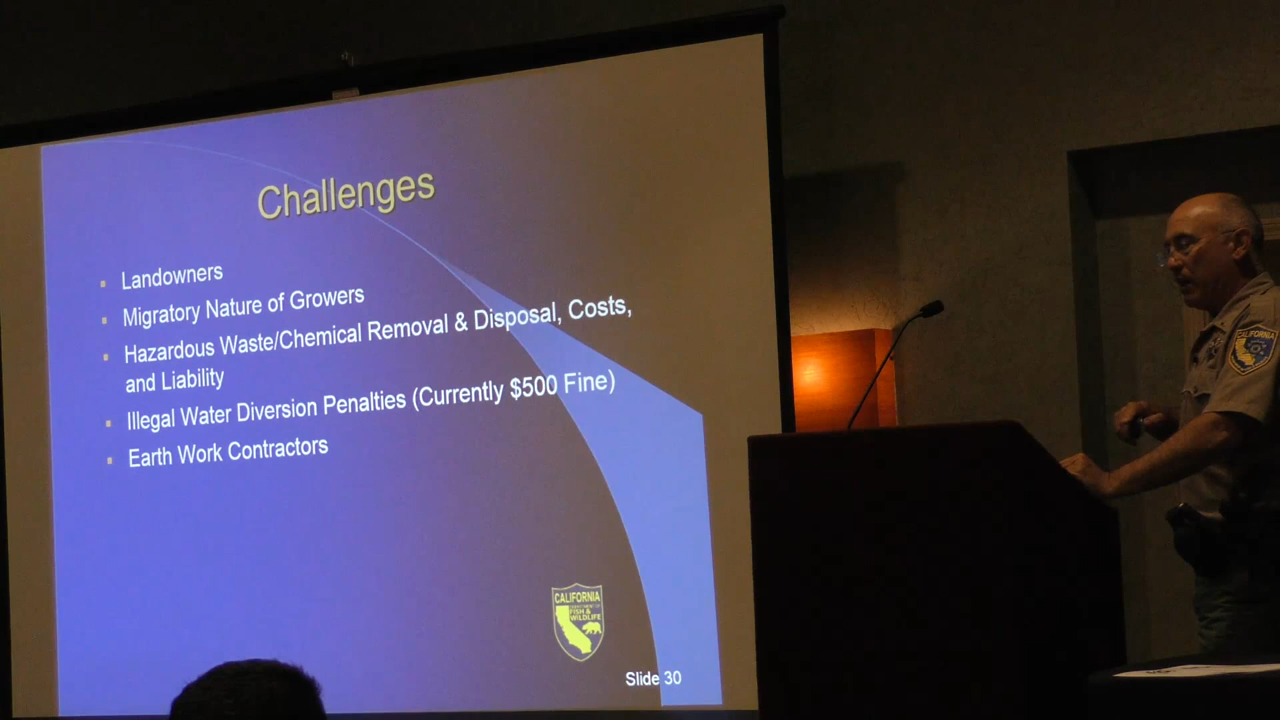 Challenges
Landowners
Migratory Nature of Growers
Hazardous Waste/Chemical Removal & Disposal, Costs,
and Liability
Illegal Water Diversion Penalties (Currently $500 Fine)
Earth Work Contractors
CALIFORNIA
FISH &
WILDLIFE
Slide 30
CALIFORNIA